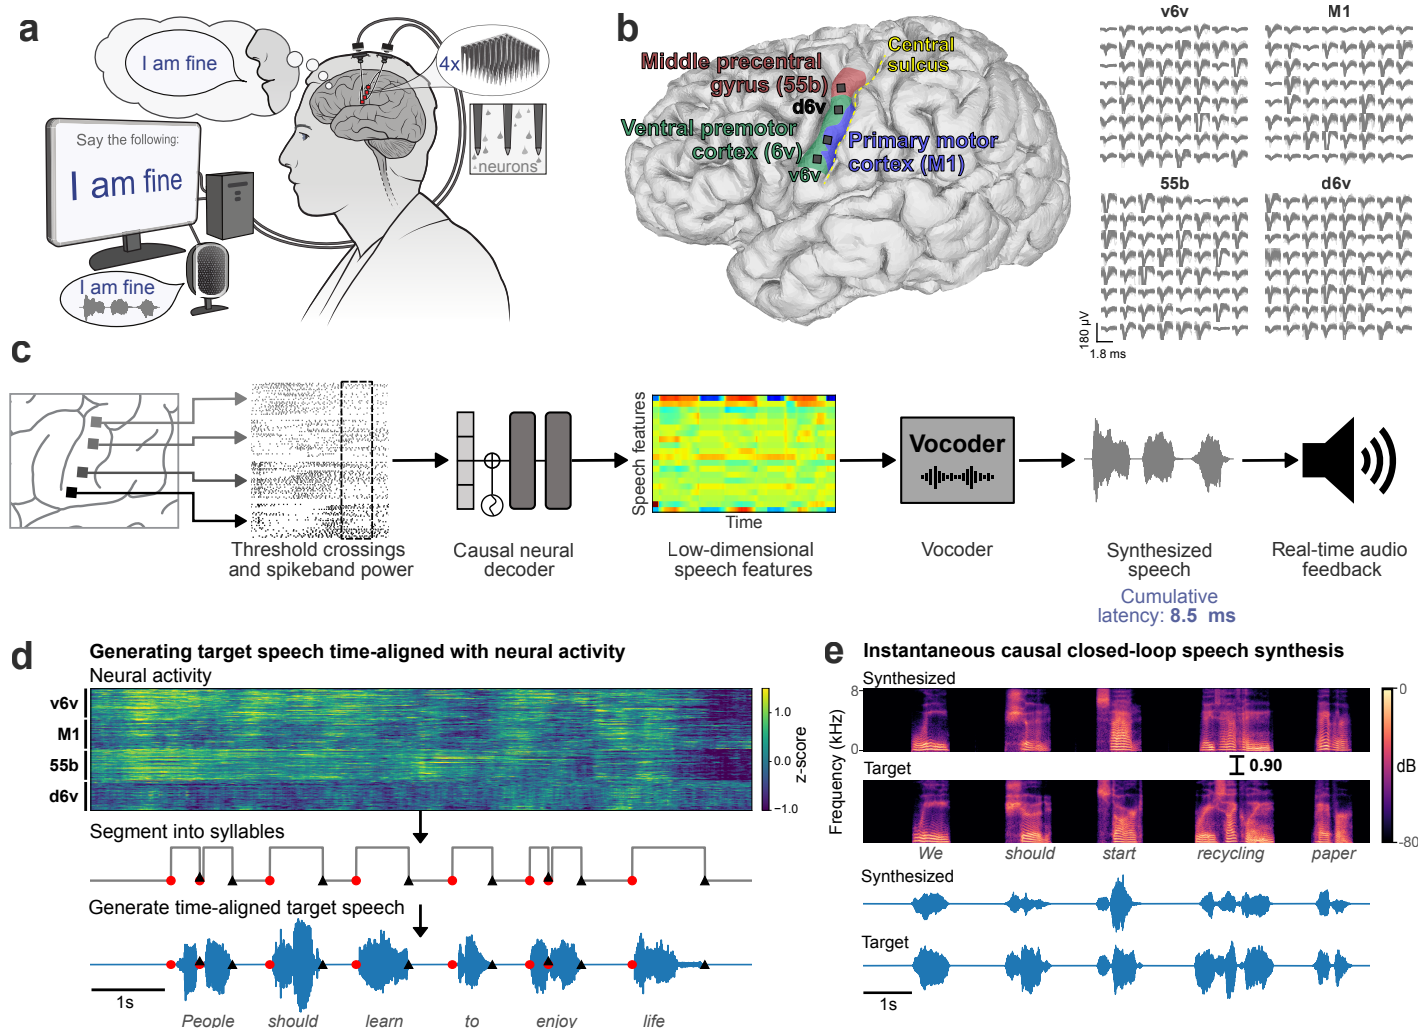 a
I am fine
4x
neurons
Say the following:
I am fine
I am fine
b
Middle precentral
gyrus (55b)
d6v
Ventral premotor
cortex (6v)
v6v
Central
sulcus
Primary motor
cortex (M1)
v6v
M1
55b
d6v
180 μV
1.8 ms
c
Threshold crossings
and spikeband power
Causal neural
decoder
Speech features
Time
Low-dimensional
speech features
Vocoder
Vocoder
Synthesized
speech
Cumulative
latency: 8.5 ms
Real-time audio
feedback
d
Generating target speech time-aligned with neural activity
Neural activity
v6v
M1
55b
d6v
1.0
0.0
−1.0
z-score
Segment into syllables
Generate time-aligned target speech
1s
People should learn to enjoy life
e
Instantaneous causal closed-loop speech synthesis
Synthesized
8
0
Frequency (kHz)
Target
0.90
0
dB
-80
We should start recycling paper
Synthesized
Target
1s